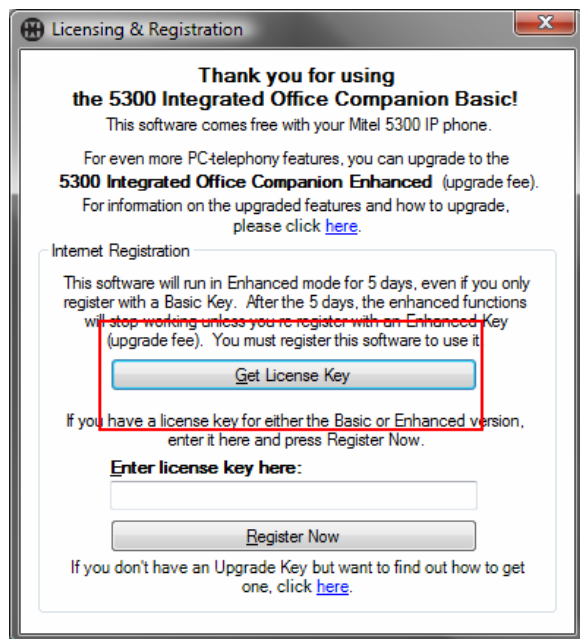 Licensing & Registration
Thank you for using
the 5300 Integrated Office Companion Basic!
This software comes free with your Mitel 5300 IP phone.
For even more PC-telephony features, you can upgrade to the
5300 Integrated Office Companion Enhanced (upgrade fee).
For information on the upgraded features and how to upgrade,
please click here.
Internet Registration
This software will run in Enhanced mode for 5 days, even if you only
register with a Basic Key. After the 5 days, the enhanced functions
will stop working unless you re-register with an Enhanced Key
(upgrade fee). You must register this software to use it.
Get License Key
If you have a license key for either the Basic or Enhanced version,
enter it here and press Register Now.
Enter license key here:
Register Now
If you don't have an Upgrade Key but want to find out how to get
one, click here.